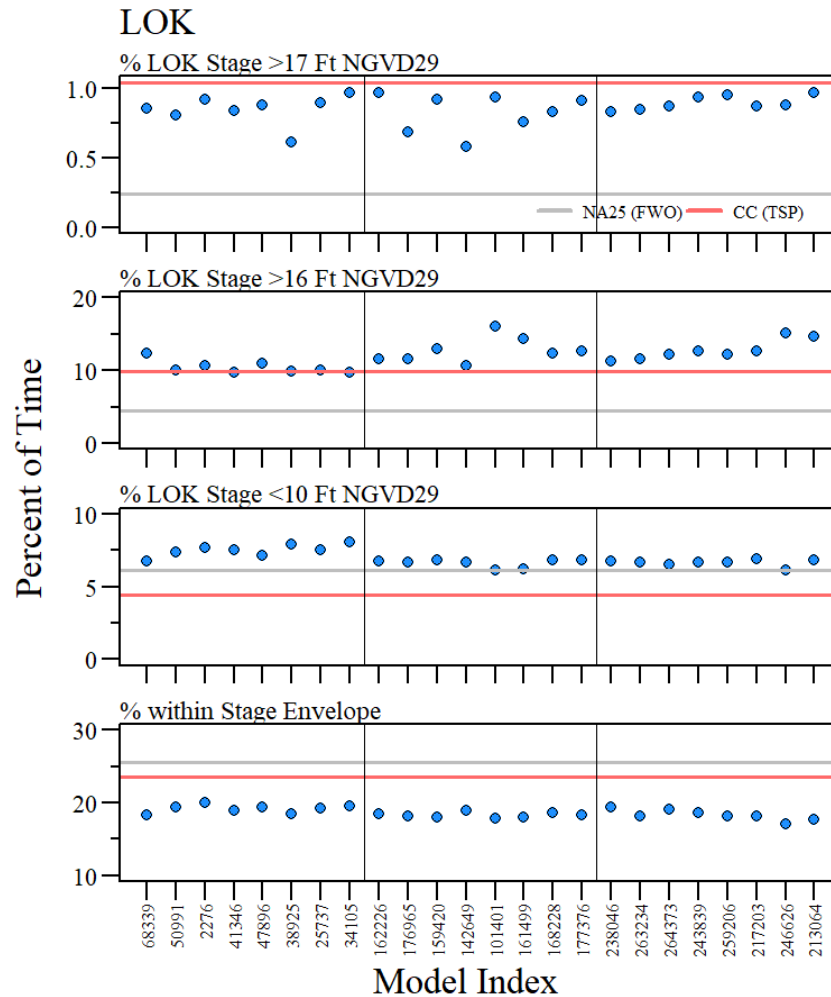 LOK
% LOK Stage >17 Ft NGVD29
1.0
0.5
0.0
NA25 (FWO) CC (TSP)
% LOK Stage >16 Ft NGVD29
20
10
0
% LOK Stage <10 Ft NGVD29
10
5
0
% within Stage Envelope
30
20
10
Percent of Time
68339 50991 2276 41346 47896 38925 25737 34105 162226 176965 159420 142649 101401 161499 168228 177376 238046 263234 264373 243839 259206 217203 246626 213064
Model Index